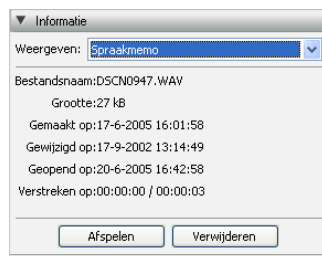 Informatie
Weergeven: Spraakmemo
Bestandsnaam:DSCN0947.WAV
Grootte:27 kB
Gemaakt op:17-6-2005 16:01:58
Gewijzigd op:17-9-2002 13:14:49
Geopend op:20-6-2005 16:42:58
Verstreken op:00:00:00 / 00:00:03
Afspelen Verwijderen